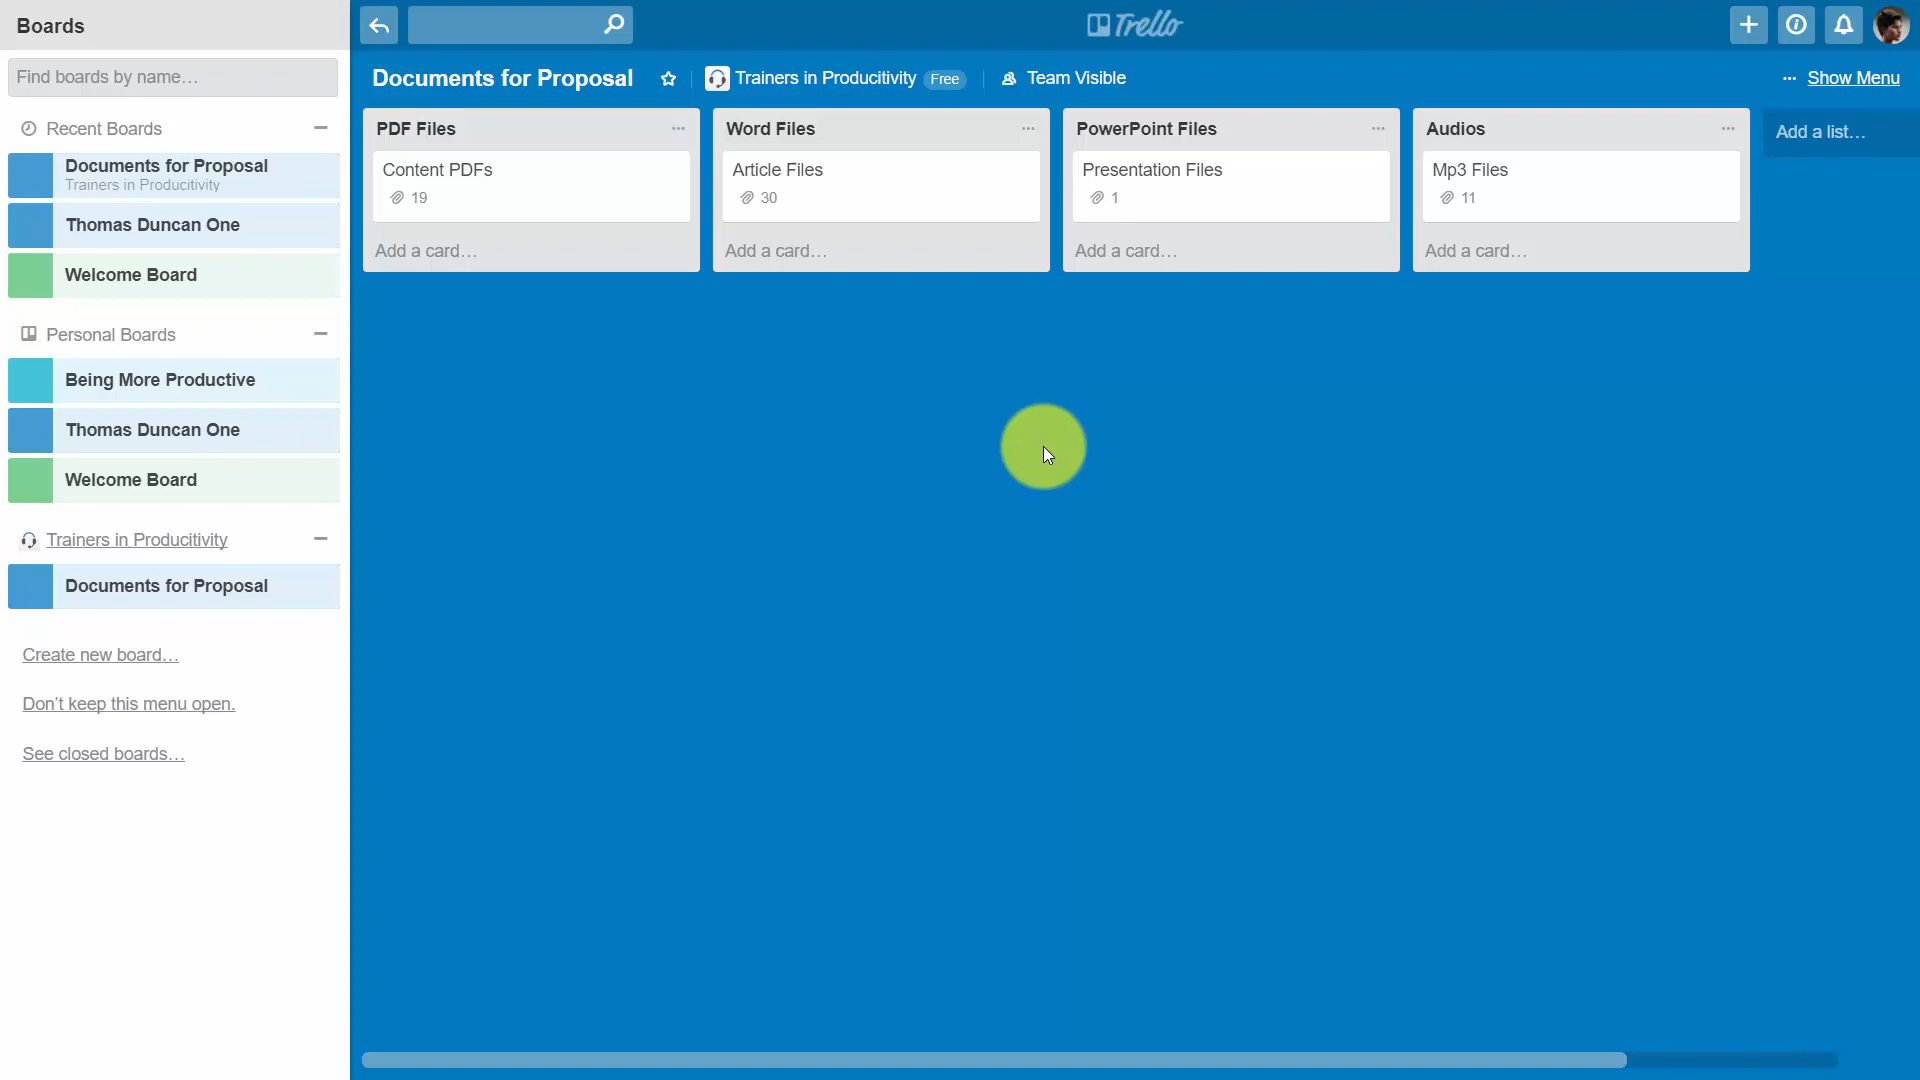 Boards
Find boards by name…
Recent Boards
Documents for Proposal
Trainers in Producitivity
Thomas Duncan One
Welcome Board
Personal Boards
Being More Productive
Thomas Duncan One
Welcome Board
Trainers in Producitivity
Documents for Proposal
Create new board…
Don't keep this menu open.
See closed boards…
Trello
Documents for Proposal
Trainers in Producitivity Free
Team Visible
... Show Menu
PDF Files
Content PDFs
19
Add a card…
Word Files
Article Files
30
Add a card…
PowerPoint Files
Presentation Files
1
Add a card…
Audios
Mp3 Files
11
Add a card…
Add a list…